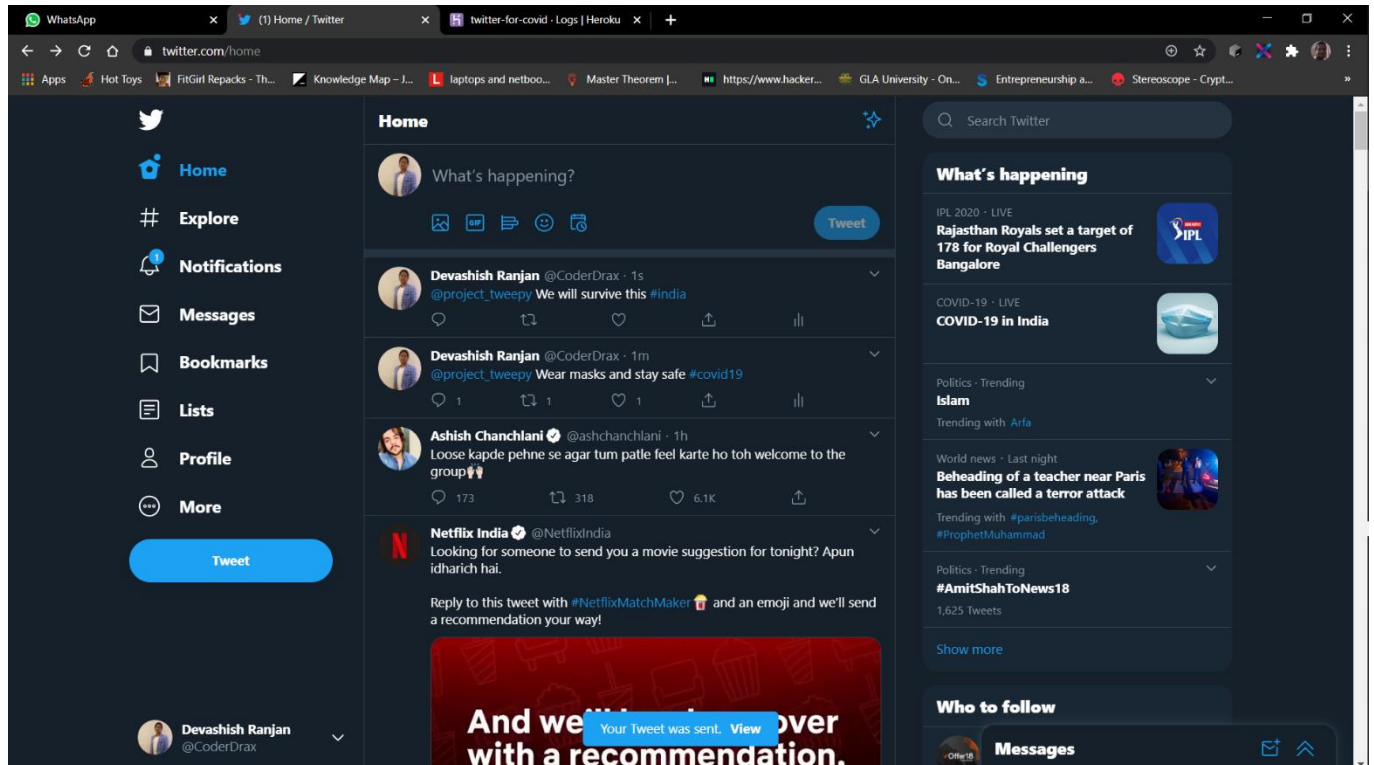 WhatsApp
(1) Home / Twitter
twitter-for-covid · Logs | Heroku
twitter.com/home
Apps
Hot Toys
FitGirl Repacks - Th...
Knowledge Map – J...
laptops and netboo...
Master Theorem |...
https://www.hacker...
GLA University - On...
Entrepreneurship a...
Stereoscope - Crypt...
»
Home
Explore
1
Notifications
Messages
Bookmarks
Lists
Profile
More
Tweet
Devashish Ranjan
@CoderDrax
Home
What's happening?
GIF
Tweet
Devashish Ranjan @CoderDrax · 1s
@project_tweepy We will survive this #india
Devashish Ranjan @CoderDrax · 1m
@project_tweepy Wear masks and stay safe #covid19
1 1 1
Ashish Chanchlani @ashchanchlani · 1h
Loose kapde pehne se agar tum patle feel karte ho toh welcome to the
group🙌🏻
173 318 6.1K
Netflix India @NetflixIndia
Looking for someone to send you a movie suggestion for tonight? Apun
idharich hai.
Reply to this tweet with #NetflixMatchMaker🍿 and an emoji and we'll send
a recommendation your way!
And
with a recommendation.
Your Tweet was sent. View
Search Twitter
What's happening
IPL 2020 · LIVE
Rajasthan Royals set a target of
178 for Royal Challengers
Bangalore
IPL
COVID-19 · LIVE
COVID-19 in India
Politics · Trending
Islam
Trending with Arfa
World news · Last night
Beheading of a teacher near Paris
has been called a terror attack
Trending with #parisbeheading,
#ProphetMuhammad
Politics · Trending
#AmitShahToNews18
1,625 Tweets
Show more
Who to follow
Offer18
Messages